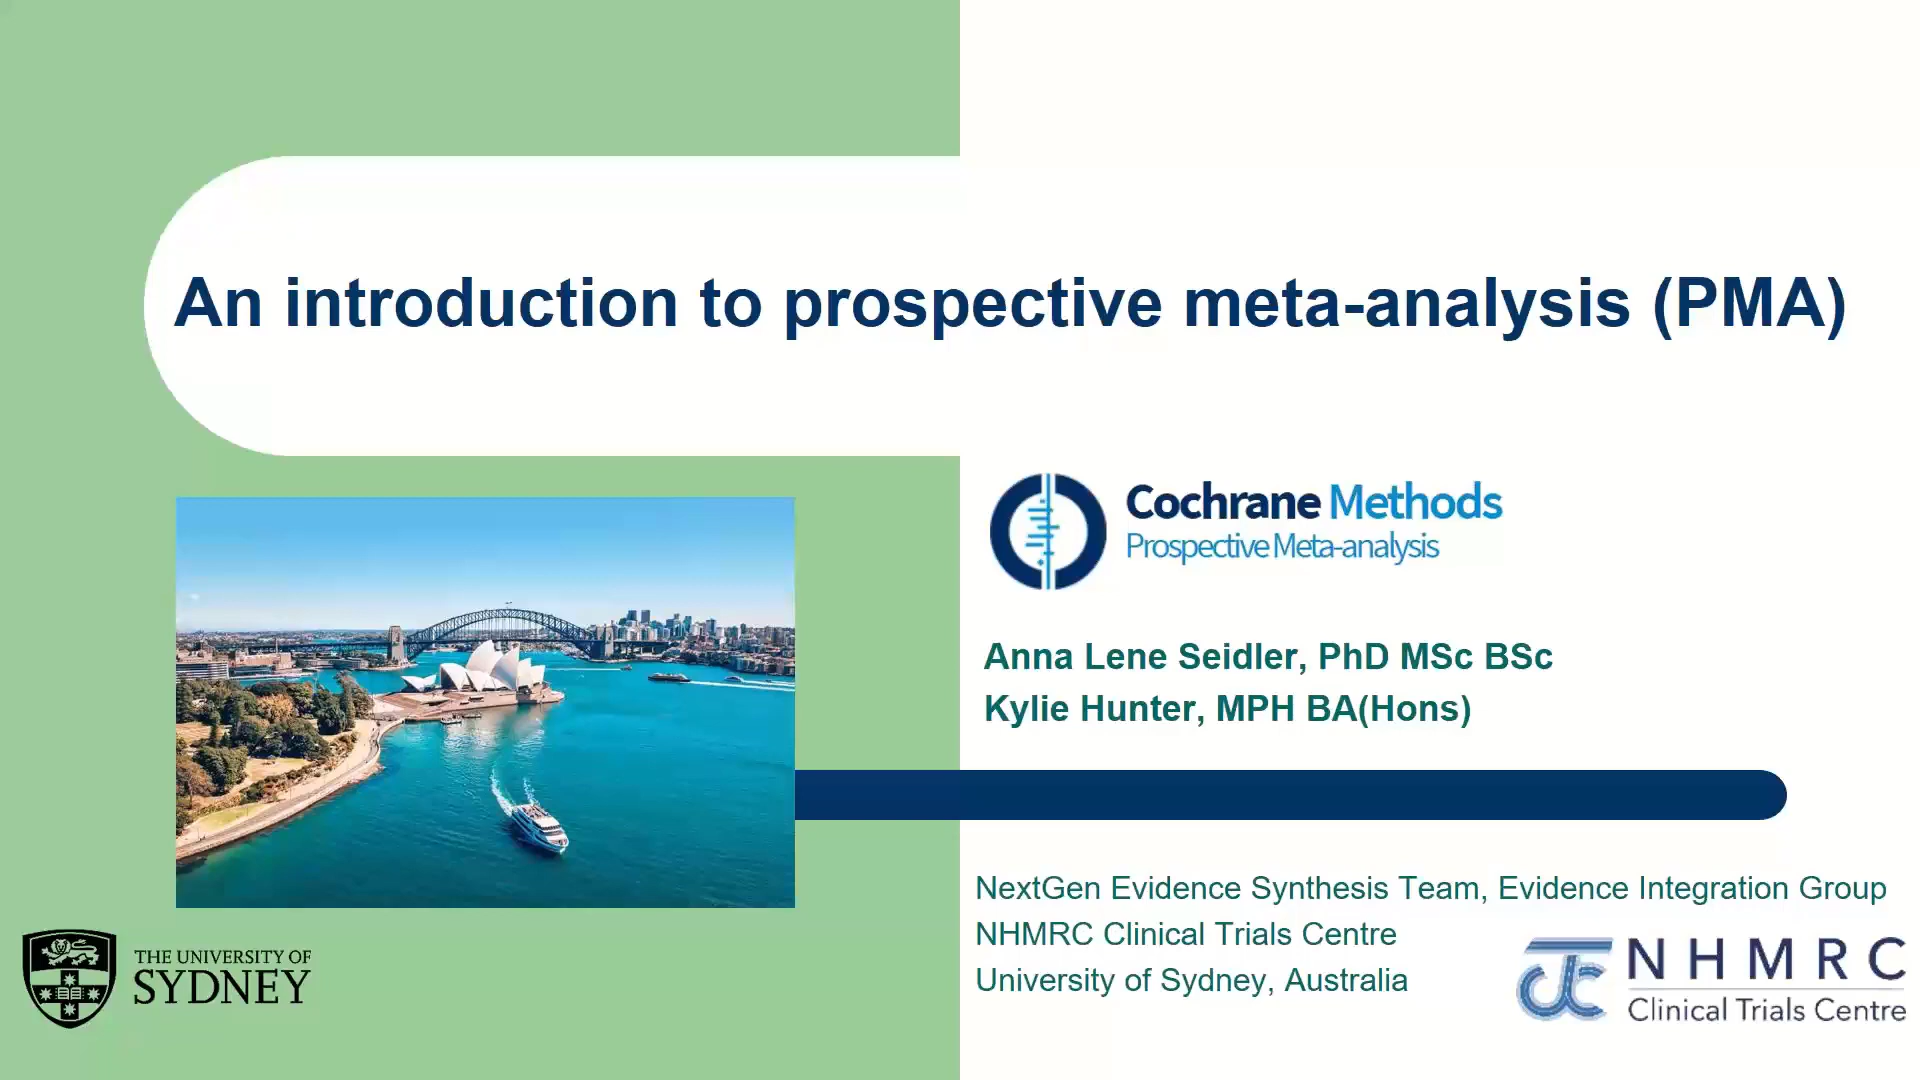 An introduction to prospective meta-analysis (PMA)
Cochrane Methods
Prospective Meta-analysis
Anna Lene Seidler, PhD MSc BSc
Kylie Hunter, MPH BA(Hons)
NextGen Evidence Synthesis Team, Evidence Integration Group
NHMRC Clinical Trials Centre
University of Sydney, Australia
THE UNIVERSITY OF
SYDNEY
NHMRC
Clinical Trials Centre